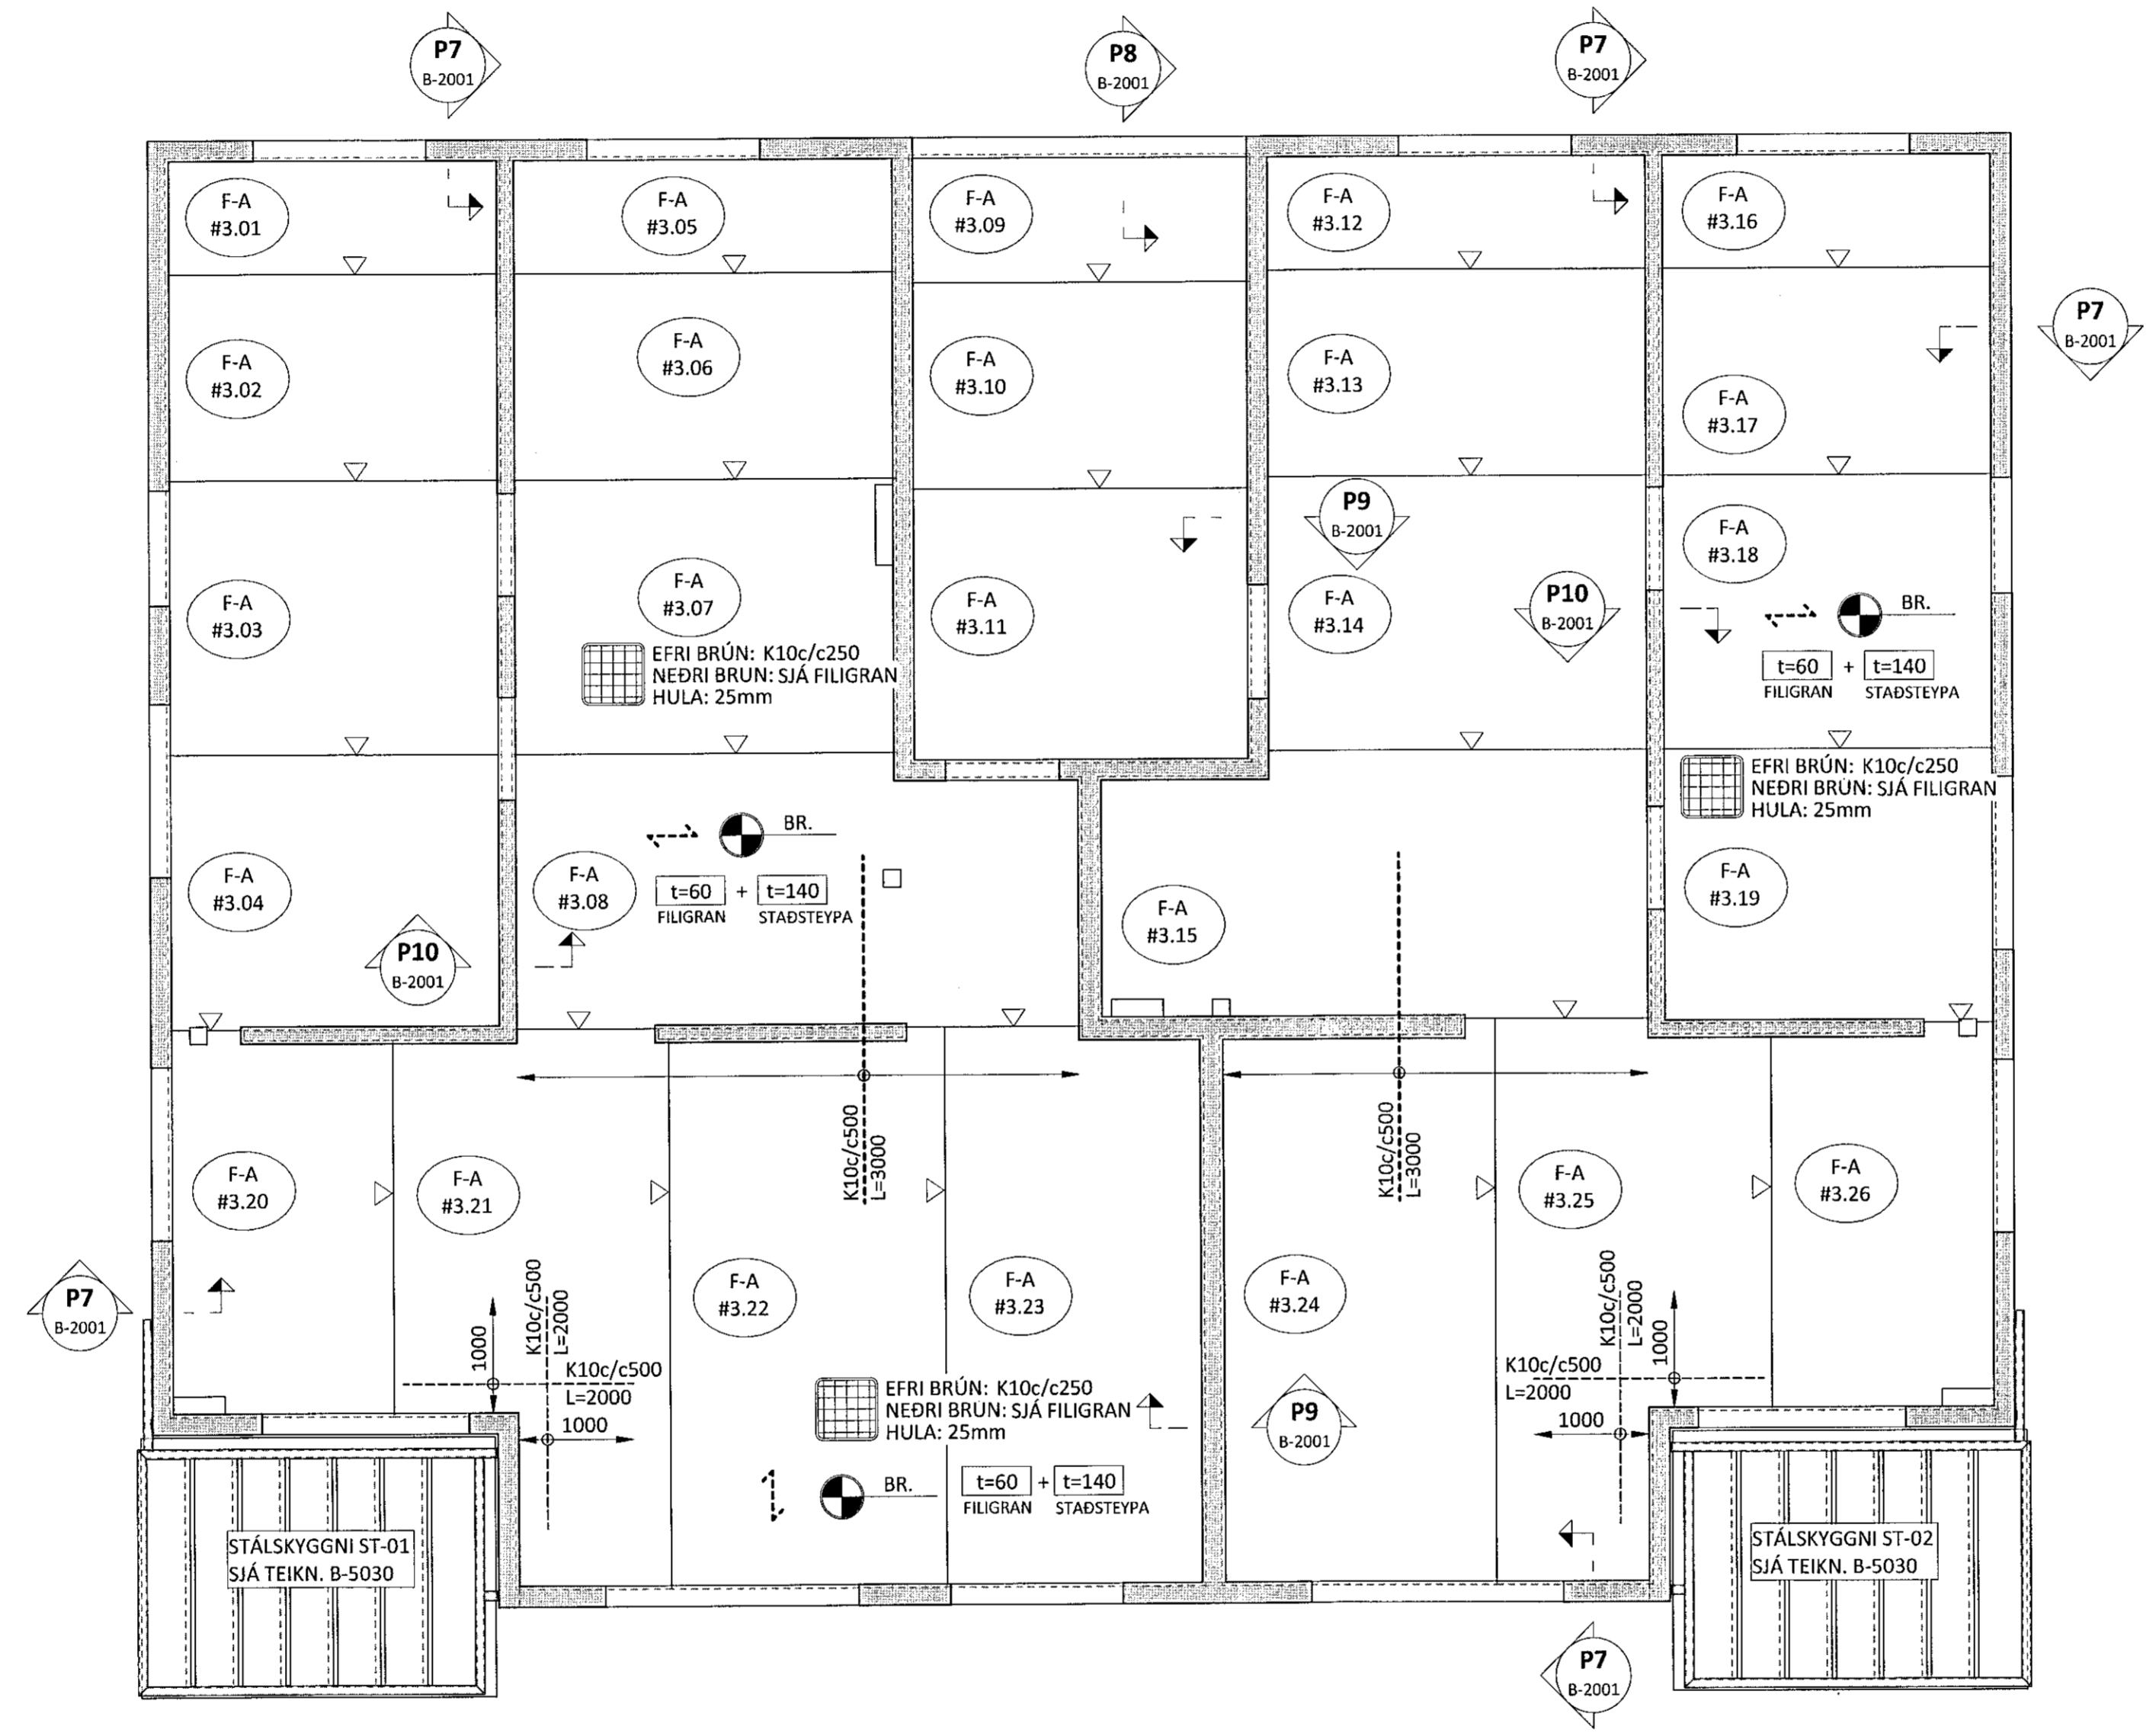 P7
B-2001
P8
B-2001
P7
B-2001
F-A
#3.01
F-A
#3.05
F-A
#3.09
F-A
#3.12
F-A
#3.16
P7
B-2001
F-A
#3.02
F-A
#3.06
F-A
#3.10
F-A
#3.13
F-A
#3.17
P9
B-2001
F-A
#3.18
F-A
#3.03
F-A
#3.07
F-A
#3.11
F-A
#3.14
P10
B-2001
BR.
t=60 + t=140
FILIGRAN STAÐSTEYPA
EFRI BRÚN: K10c/c250
NEÐRI BRUN: SJÁ FILIGRAN
HULA: 25mm
EFRI BRÚN: K10c/c250
NEÐRI BRUN: SJÁ FILIGRAN
HULA: 25mm
BR.
F-A
#3.04
F-A
#3.08
t=60 + t=140
FILIGRAN STAÐSTEYPA
F-A
#3.15
F-A
#3.19
P10
B-2001
K10c/c500
L=3000
K10c/c500
L=3000
F-A
#3.20
F-A
#3.21
F-A
#3.25
F-A
#3.26
F-A
#3.22
F-A
#3.23
F-A
#3.24
P7
B-2001
1000
K10c/c500
L=2000
K10c/c500
L=2000
1000
K10c/c500
L=2000
1000
K10c/c500
L=2000
1000
EFRI BRÚN: K10c/c250
NEÐRI BRUN: SJÁ FILIGRAN
HULA: 25mm
P9
B-2001
BR.
t=60 + t=140
FILIGRAN STAÐSTEYPA
STÁLSKYGGNI ST-01
SJÁ TEIKN. B-5030
STÁLSKYGGNI ST-02
SJÁ TEIKN. B-5030
P7
B-2001